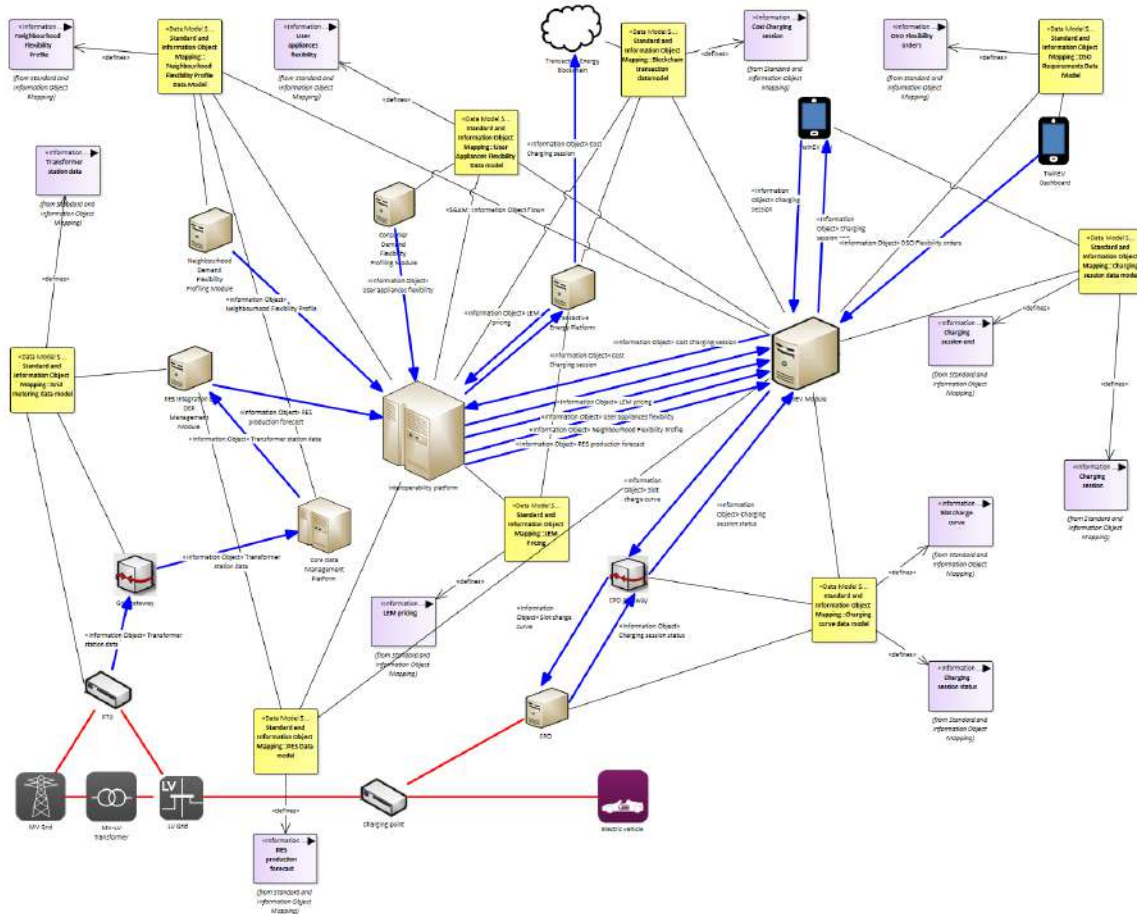 «Information ...
Neighbourhood
Flexibility
Profile
(from Standard and
Information Object
Mapping)
«defines»
«Data Model S...
Standard and
Information Object
Mapping::
Neighbourhood
Flexibility Profile
Data Model
«Information ...
User
appliances
flexibility
(from Standard and
Information Object
Mapping)
«defines»
Blockchain
«Data Model S...
Standard and
Information Object
Mapping::Blockchain
transaction
datamodel
«defines»
«Information ...
Cost Charging
session
(from Standard and
Information Object
Mapping)
«Information ...
DSO Flexibility
orders
(from Standard and
Information Object
Mapping)
«defines»
«Data Model S...
Standard and
Information Object
Mapping::DSO
Requirements Data
Model
«Data Model S...
Standard and
Information Object
Mapping::User
Appliances Flexibility
Data model
«Information Object» Cost
Charging session
Dashboard
«Information ...
Transformer
station data
(from Standard and
Information Object
Mapping)
«defines»
Neighbourhood
Demand
Flexibility
Profiling Module
Consumer
Demand
Flexibility
Profiling Module
«SGAM: Information Object Flow»
«Information
Object» Charging
session
«Information
Object» Charging
«Information Object» DSO Flexibility orders
«Data Model S...
Standard and
Information Object
Mapping::Charging
session data model
«defines»
«defines»
«Information Object»
Neighbourhood Flexibility Profile
«Information Object»
User appliances flexibility
«Information Object» LEM
Pricing
Energy Platform
«Information ...
Charging
session end
(from Standard and
Information Object
«Data Model S...
Standard and
Information Object
Mapping::Grid
metering data model
RES Integration
DER
Management
Module
«Information Object» RES
production forecast
«Information Object» Transformer station data
Interoperability platform
«Information Object» Cost charging session
«Information Object» Cost
Charging session
«Information Object» LEM pricing
«Information Object» User appliances flexibility
«Information Object» Neighbourhood Flexibility Profile
«Information Object» RES production forecast
«Information ...
Charging
session
(from Standard and
Information Object
Mapping)
«Information
Object» Slot
charge curve
«Information
Object» Charging
session status
«Data Model S...
Standard and
Information Object
Mapping::LEM
Pricing
«Information ...
Slot charge
curve
(from Standard and
Information Object
Mapping)
«defines»
Core Data
Management
Platform
«Information Object» Transformer
station data
«defines»
«Information ...
LEM pricing
(from Standard and
Information Object
Mapping)
«Information
Object» Slot charge
curve
«Information Object»
Charging session status
«Data Model S...
Standard and
Information Object
Mapping::Charging
curve data model
«defines»
«Information ...
Charging
session status
(from Standard and
Information Object
Mapping)
«Information Object» Transformer
station data
«Data Model S...
Standard and
Information Object
Mapping::RES Data
model
CPO
MV Grid
MV-LV
Transformer
LV
LV Grid
Charging point
Electric vehicle
«defines»
«Information ...
RES
production
forecast
(from Standard and
Information Object
Mapping)